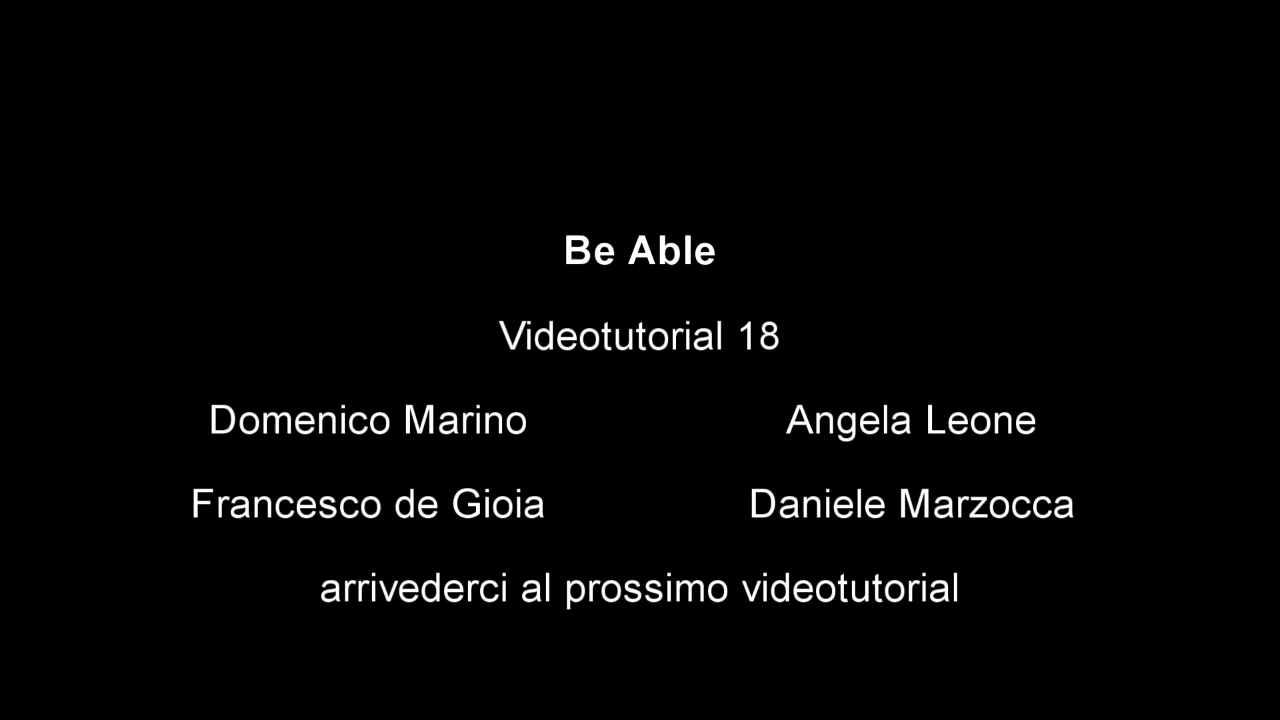 Be Able
Videotutorial 18
Domenico Marino Angela Leone
Francesco de Gioia Daniele Marzocca
arrivederci al prossimo videotutorial